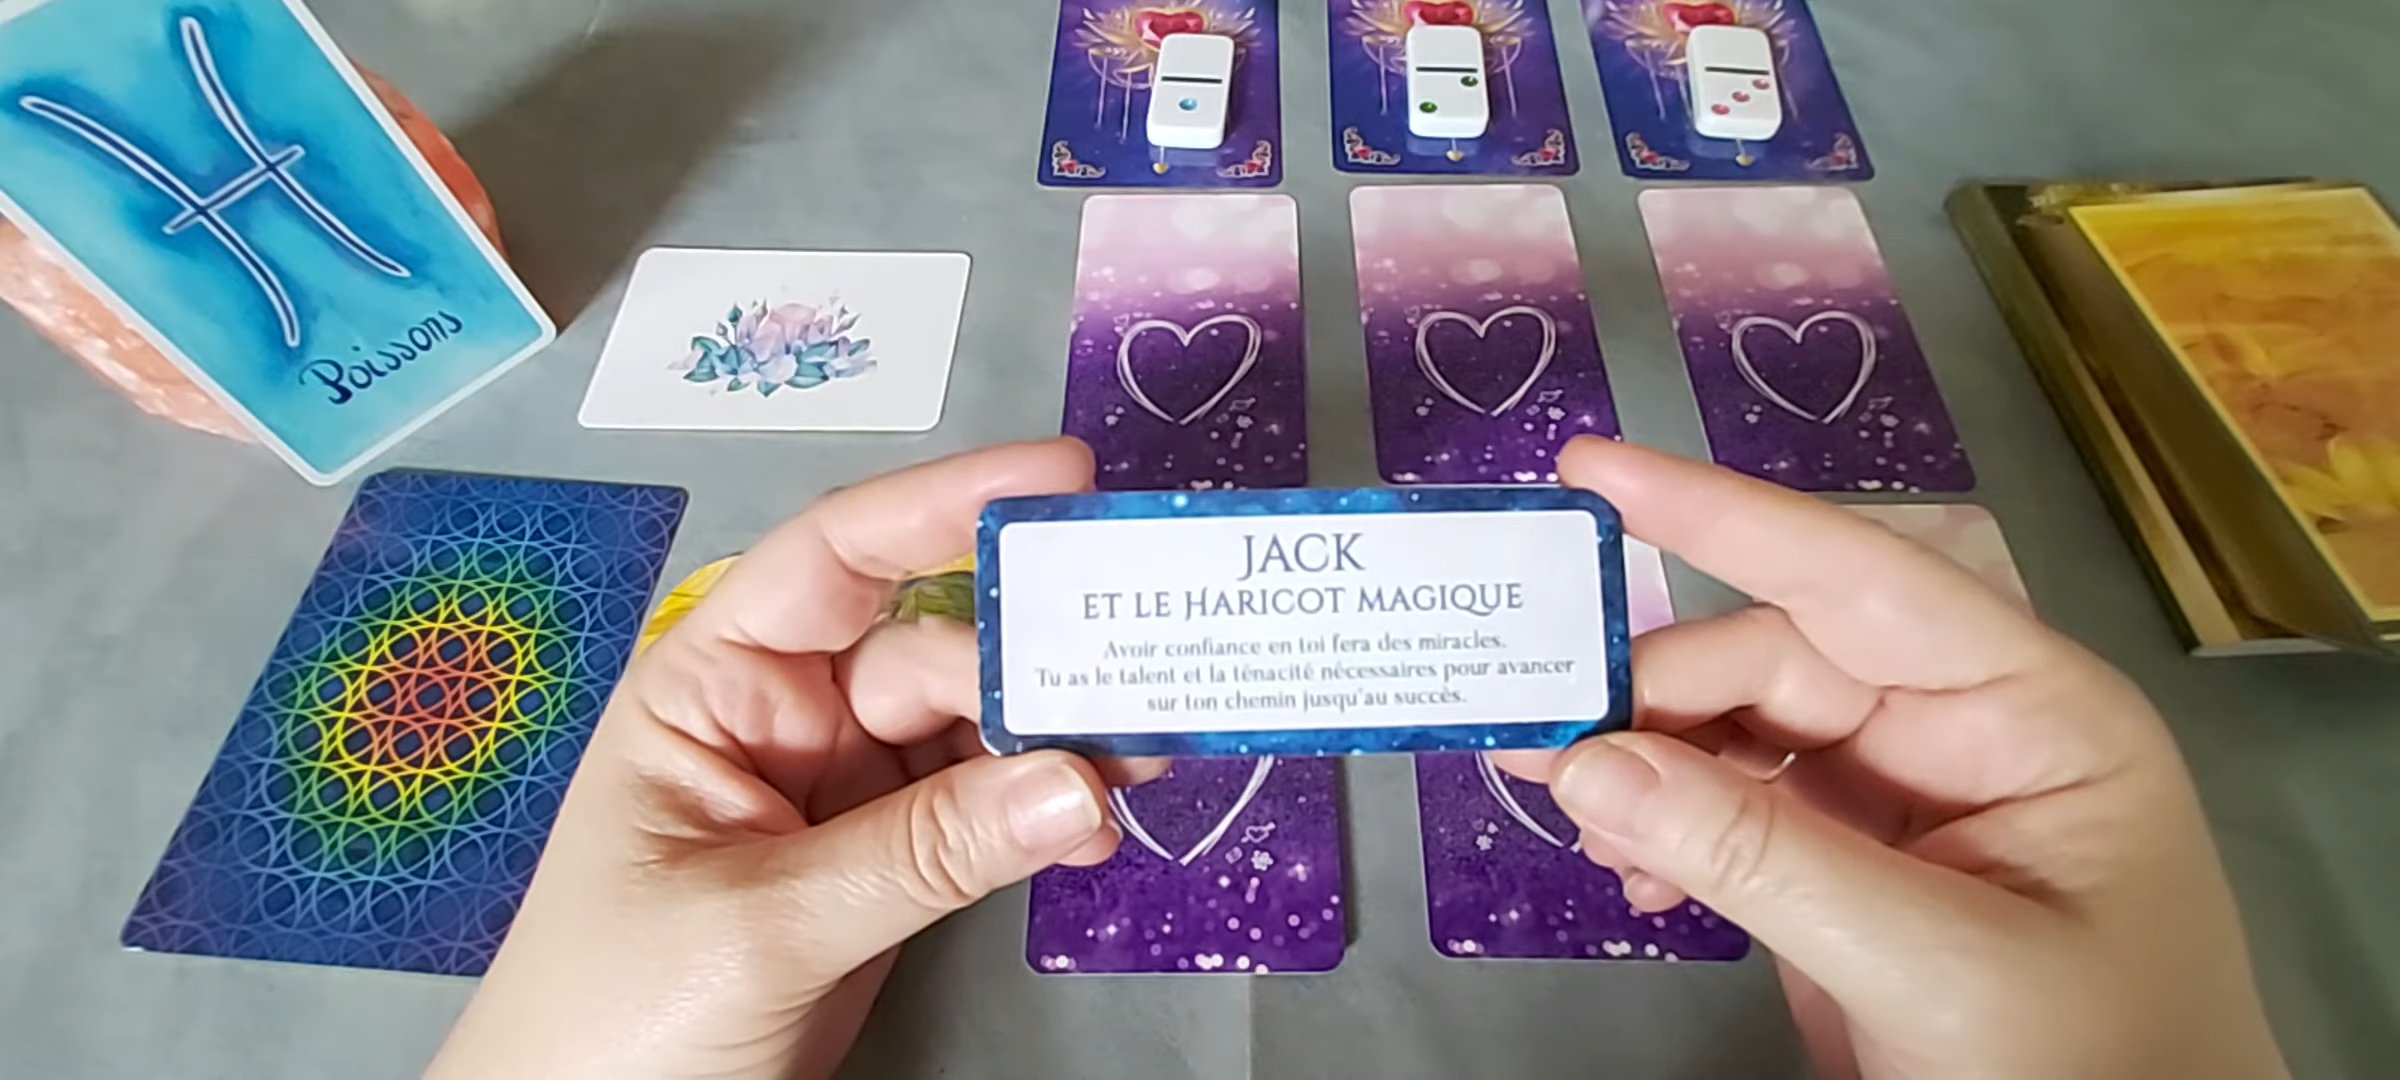 Poissons
JACK
ET LE HARICOT MAGIQUE
Avoir confiance en toi fera des miracles.
Tu as le talent et la ténacité nécessaires pour avancer
sur ton chemin jusqu'au succès.